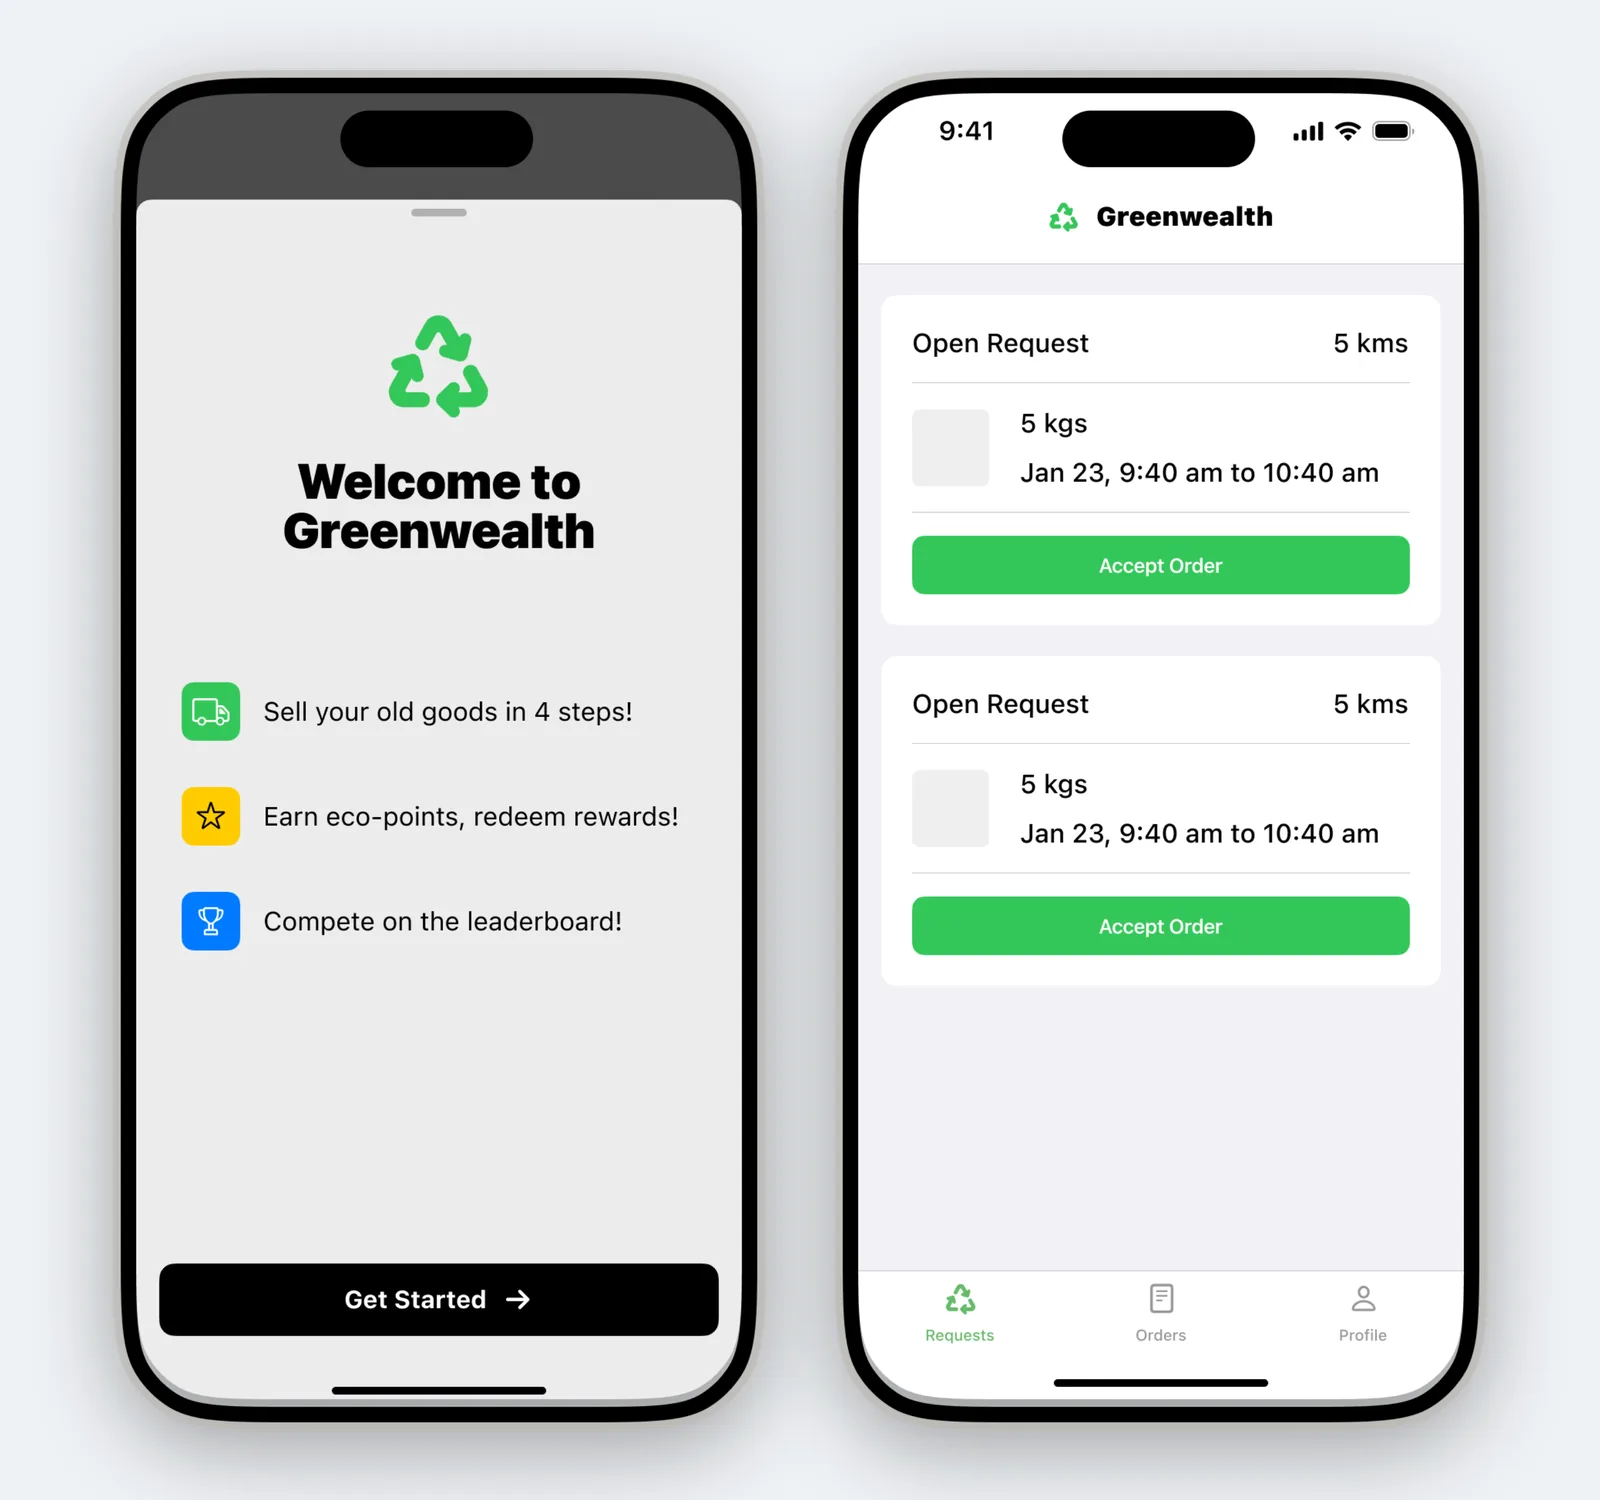 Welcome to
Greenwealth
Sell your old goods in 4 steps!
Earn eco-points, redeem rewards!
Compete on the leaderboard!
Get Started
9:41
Greenwealth
Open Request 5 kms
5 kgs
Jan 23, 9:40 am to 10:40 am
Accept Order
Open Request 5 kms
5 kgs
Jan 23, 9:40 am to 10:40 am
Accept Order
Requests Orders Profile